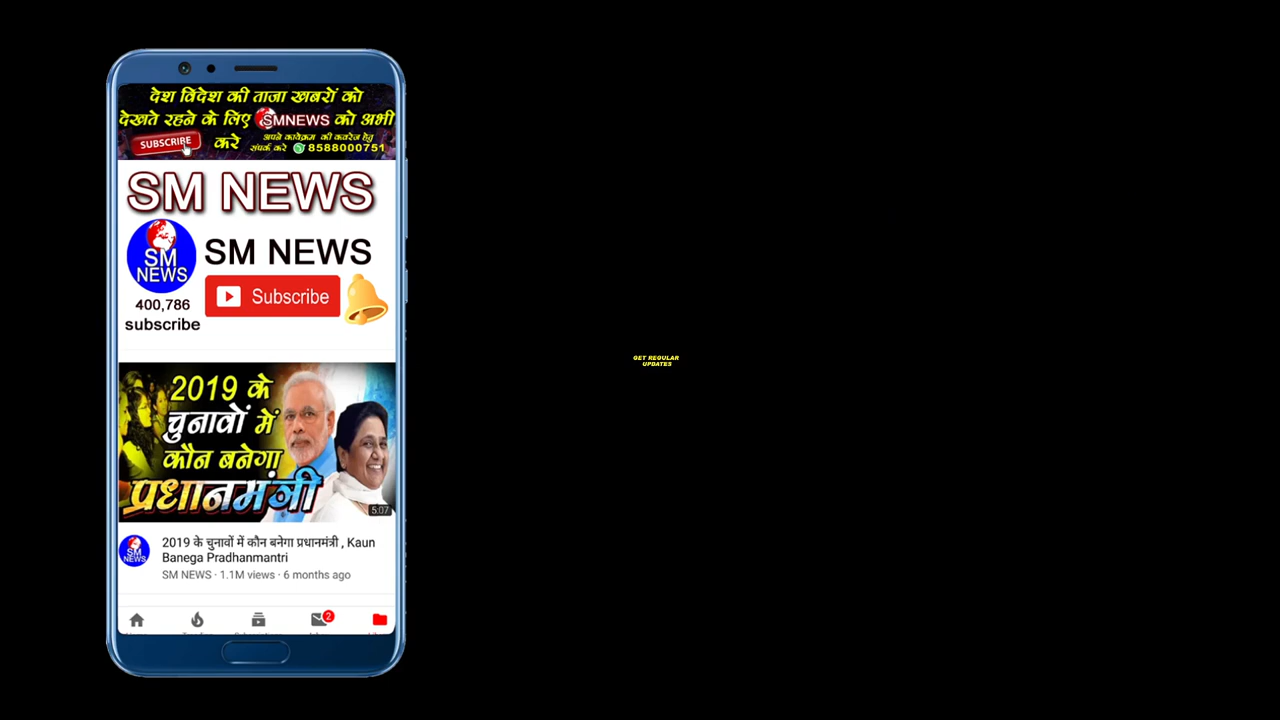 देश विदेश की ताजा खबरों को
देखते रहने के लिए SMNEWS को अभी
SUBSCRIBE करे
अपने कार्यक्रम की कवरेज हेतु
संपर्क करे 8588000751
SM NEWS
SM NEWS
SM NEWS
Subscribe
400,786
subscribe
2019 के
चुनावों में
कौन बनेगा
प्रधानमंत्री
5:07
SM NEWS
2019 के चुनावों में कौन बनेगा प्रधानमंत्री , Kaun
Banega Pradhanmantri
SM NEWS · 1.1M views · 6 months ago
2
GET REGULAR
UPDATES